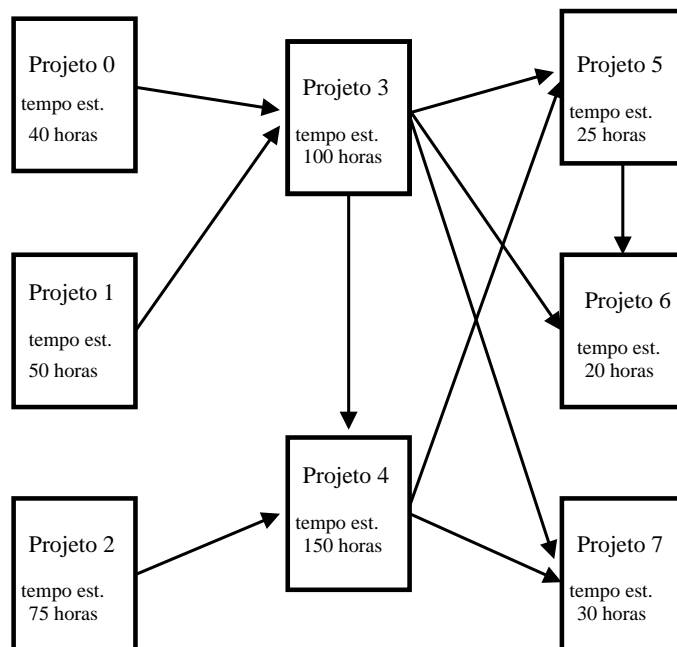 Projeto 0
tempo est.
40 horas
Projeto 1
tempo est.
50 horas
Projeto 2
tempo est.
75 horas
Projeto 3
tempo est.
100 horas
Projeto 4
tempo est.
150 horas
Projeto 5
tempo est.
25 horas
Projeto 6
tempo est.
20 horas
Projeto 7
tempo est.
30 horas